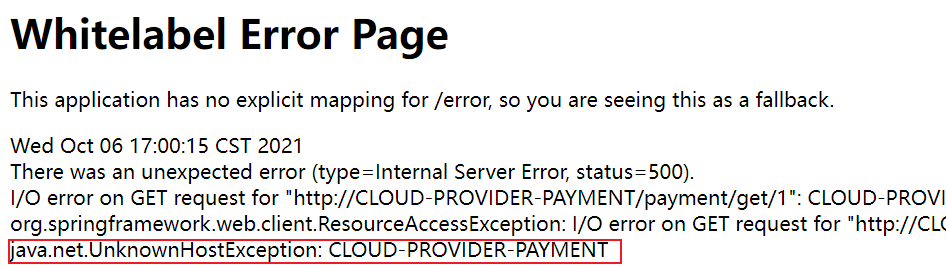 Whitelabel Error Page
This application has no explicit mapping for /error, so you are seeing this as a fallback.
Wed Oct 06 17:00:15 CST 2021
There was an unexpected error (type=Internal Server Error, status=500).
I/O error on GET request for "http://CLOUD-PROVIDER-PAYMENT/payment/get/1": CLOUD-PROVI
org.springframework.web.client.ResourceAccessException: I/O error on GET request for "http://CLO
java.net.UnknownHostException: CLOUD-PROVIDER-PAYMENT